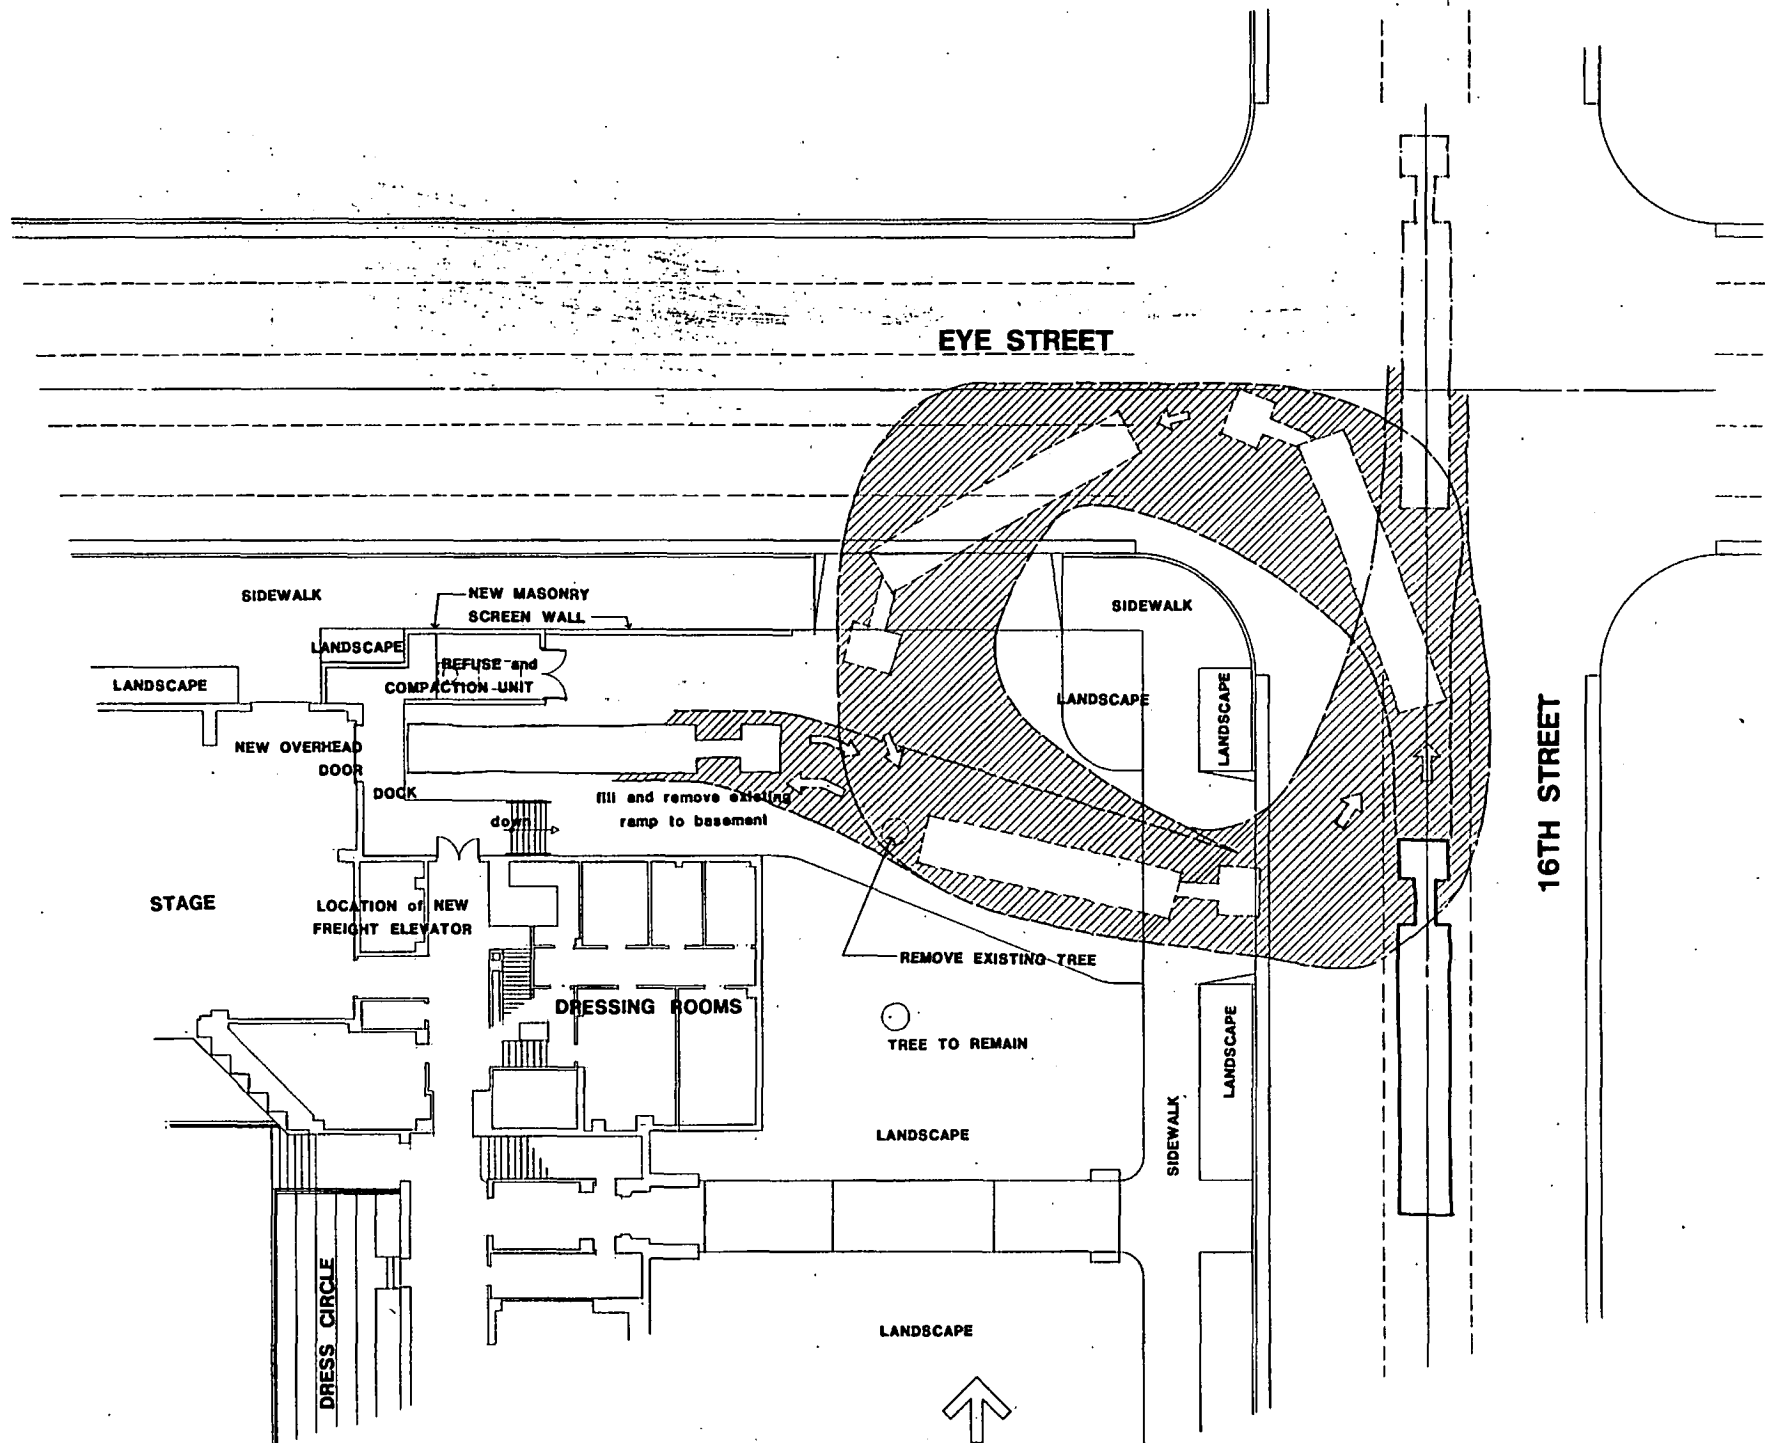 EYE STREET
SIDEWALK
NEW MASONRY
SCREEN WALL
SIDEWALK
LANDSCAPE
REFUSE and
COMPACTION UNIT
LANDSCAPE
LANDSCAPE
LANDSCAPE
16TH STREET
NEW OVERHEAD
DOOR
DOCK
fill and remove existing
ramp to basement
down
STAGE
LOCATION of NEW
FREIGHT ELEVATOR
REMOVE EXISTING TREE
DRESSING ROOMS
TREE TO REMAIN
LANDSCAPE
SIDEWALK
LANDSCAPE
DRESS CIRCLE
LANDSCAPE